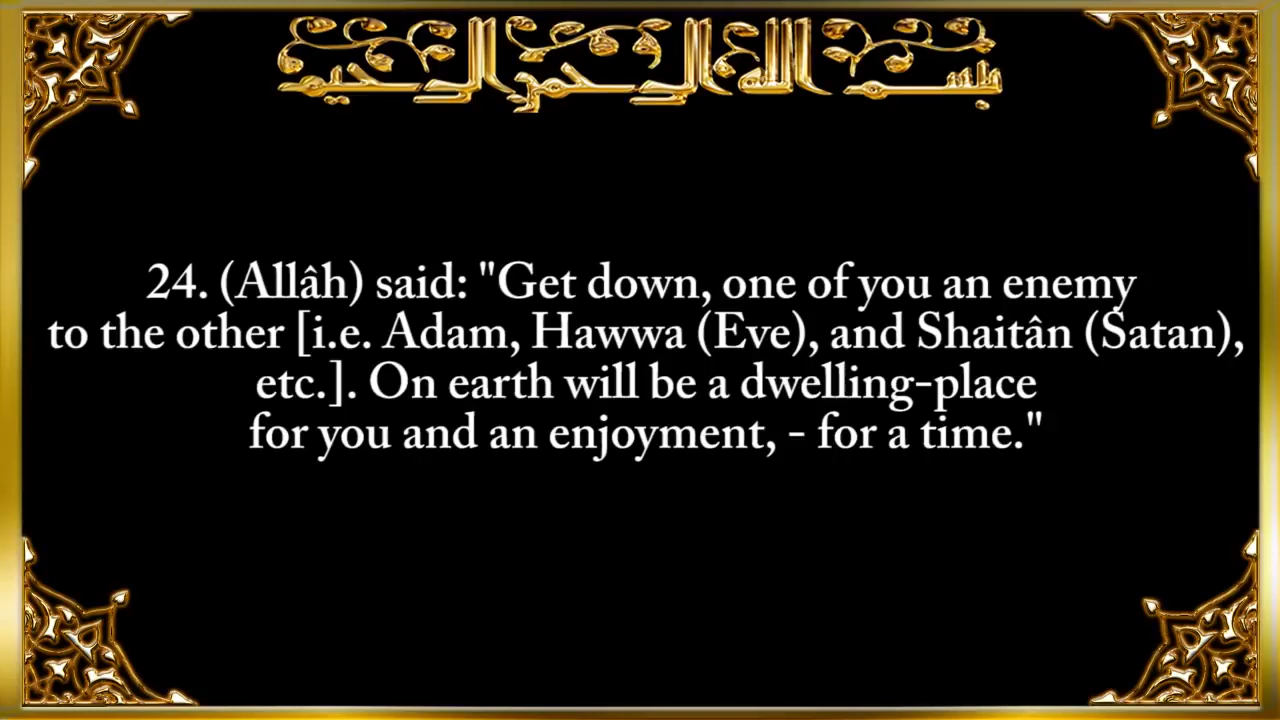 بسم الله الرحمن الرحيم
24. (Allâh) said: "Get down, one of you an enemy
to the other [i.e. Adam, Hawwa (Eve), and Shaitân (Satan),
etc.]. On earth will be a dwelling-place
for you and an enjoyment, - for a time."